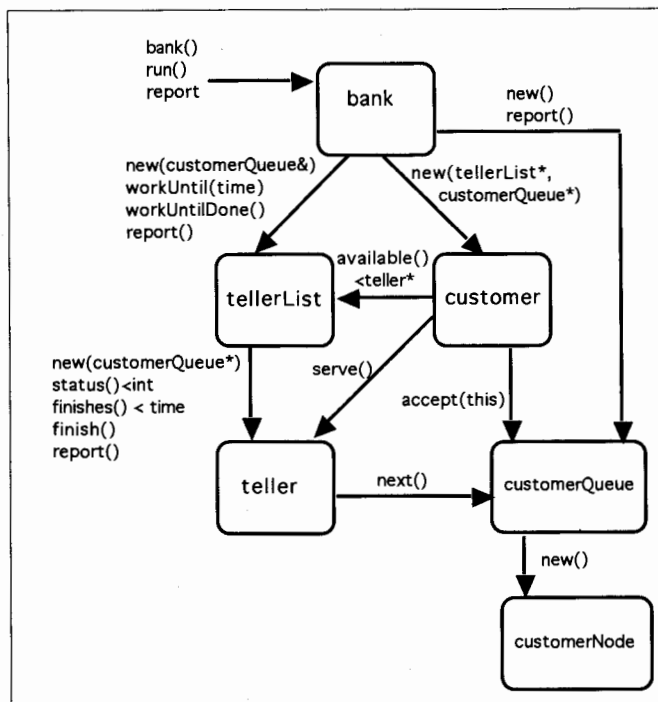 bank()
run()
report
bank
new()
report()
new(customerQueue&)
workUntil(time)
workUntilDone()
report()
new(tellerList*,
customerQueue*)
available()
<teller*
tellerList
customer
new(customerQueue*)
status()<int
finishes() < time
finish()
report()
serve()
accept(this)
teller
next()
customerQueue
new()
customerNode